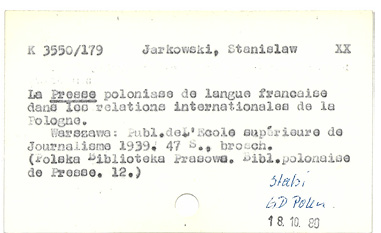 K 3550/179 Jarkowski, Stanislaw XX
La Presse poloniase de langue francaise
dans les relations internationales de la
Pologne.
Warszawa: Publ.deL'Ecole supérieure de
Journalisme 1939. 47 S., brosch.
(Polska Biblioteka Prasowa. Bibl.polonaise
de Presse. 12.)
GD Polen
18.10.80